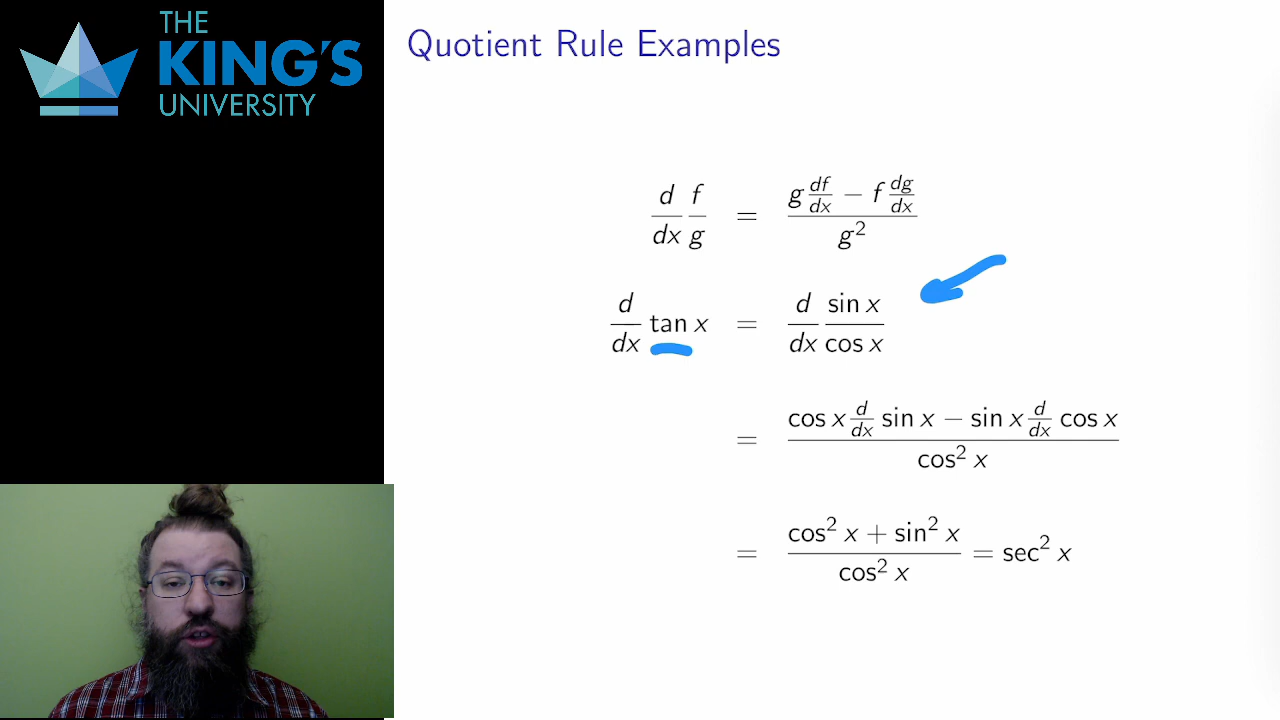 THE
KING'S
UNIVERSITY
Quotient Rule Examples
d/dx f/g = (g df/dx − f dg/dx)/g²
d/dx tan x = d/dx sin x/cos x
= (cos x d/dx sin x − sin x d/dx cos x)/cos² x
= (cos² x + sin² x)/cos² x = sec² x